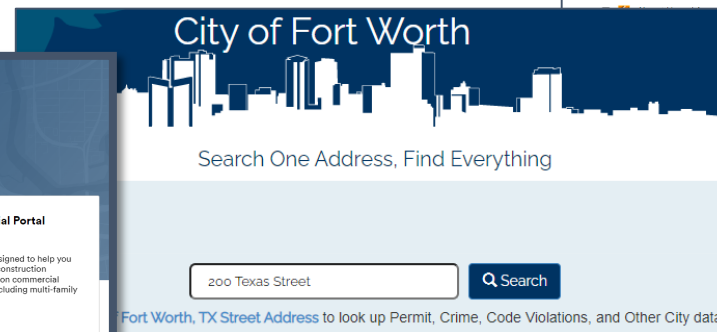 City of Fort Worth
Search One Address, Find Everything
al Portal
signed to help you
construction
on commercial
cluding multi-family
200 Texas Street
Search
Fort Worth, TX Street Address to look up Permit, Crime, Code Violations, and Other City data